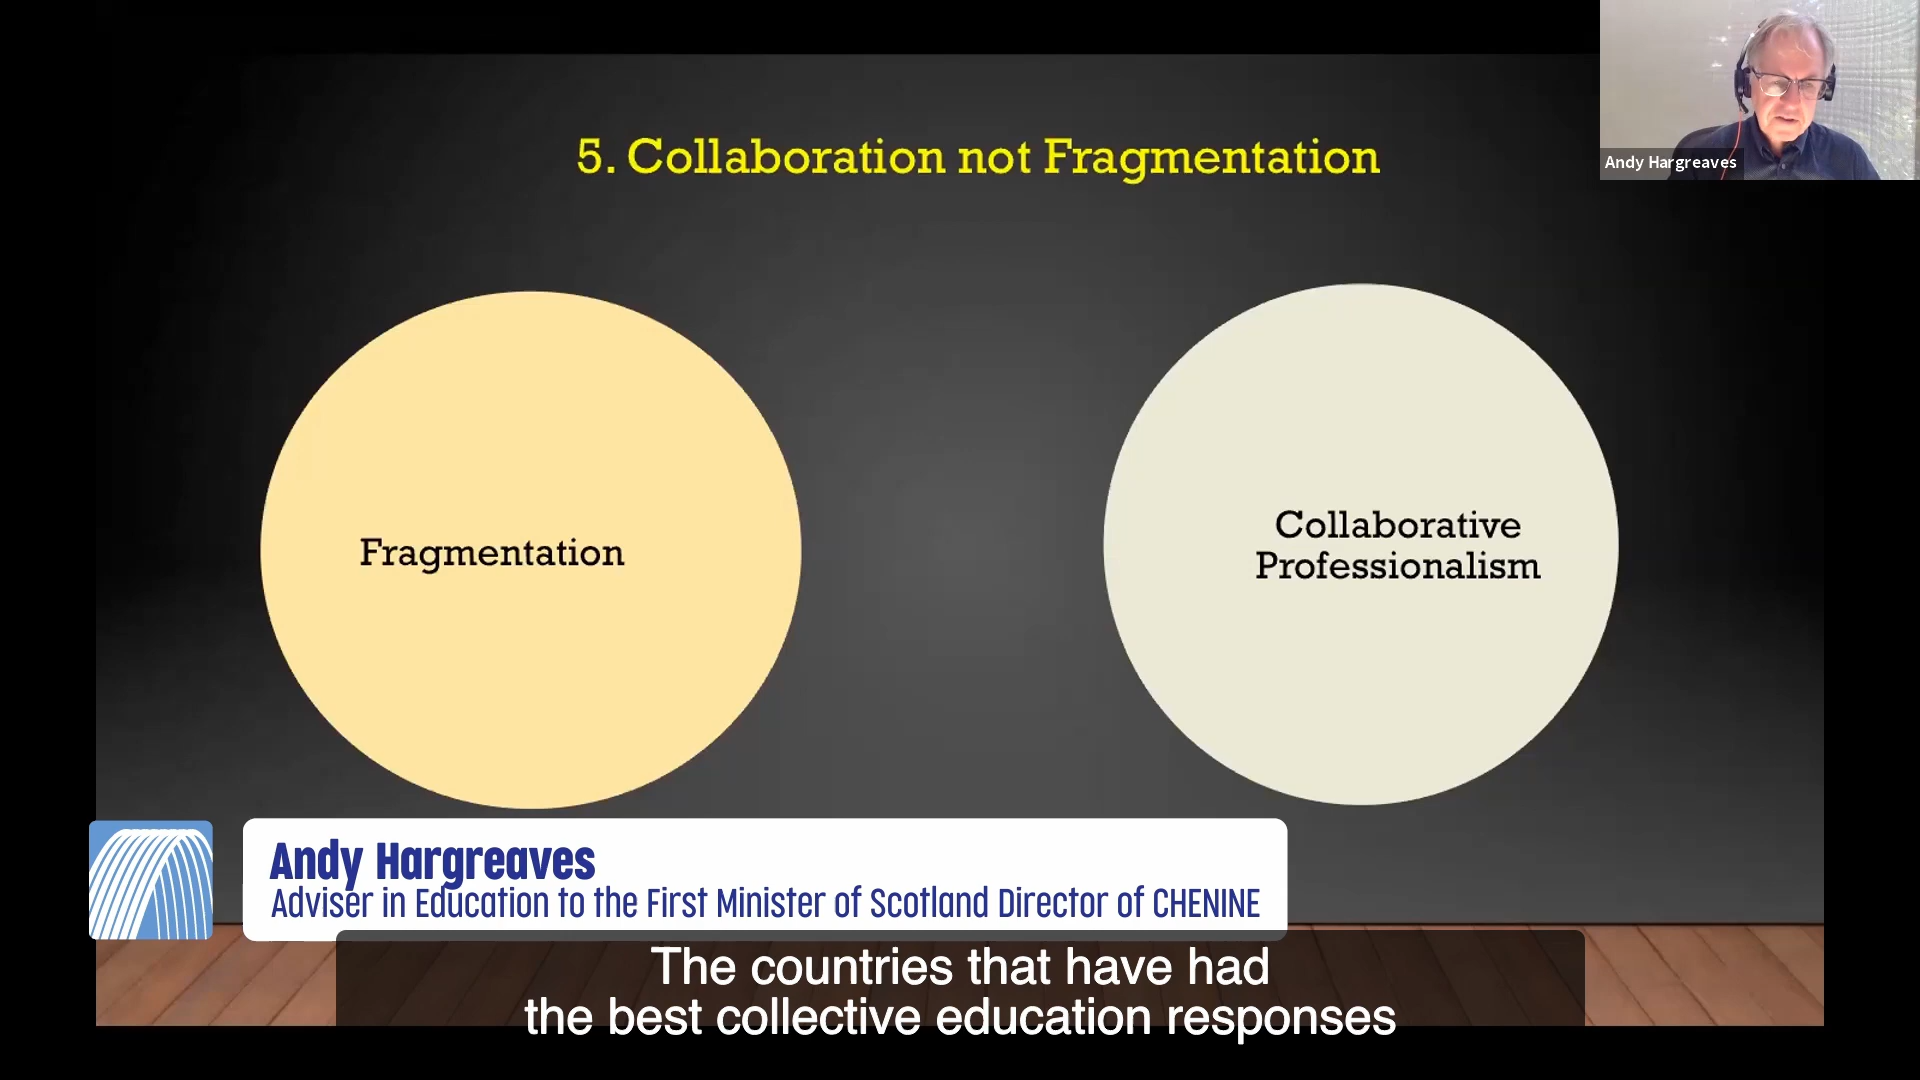 5. Collaboration not Fragmentation
Andy Hargreaves
Fragmentation
Collaborative
Professionalism
Andy Hargreaves
Adviser in Education to the First Minister of Scotland Director of CHENINE
The countries that have had
the best collective education responses